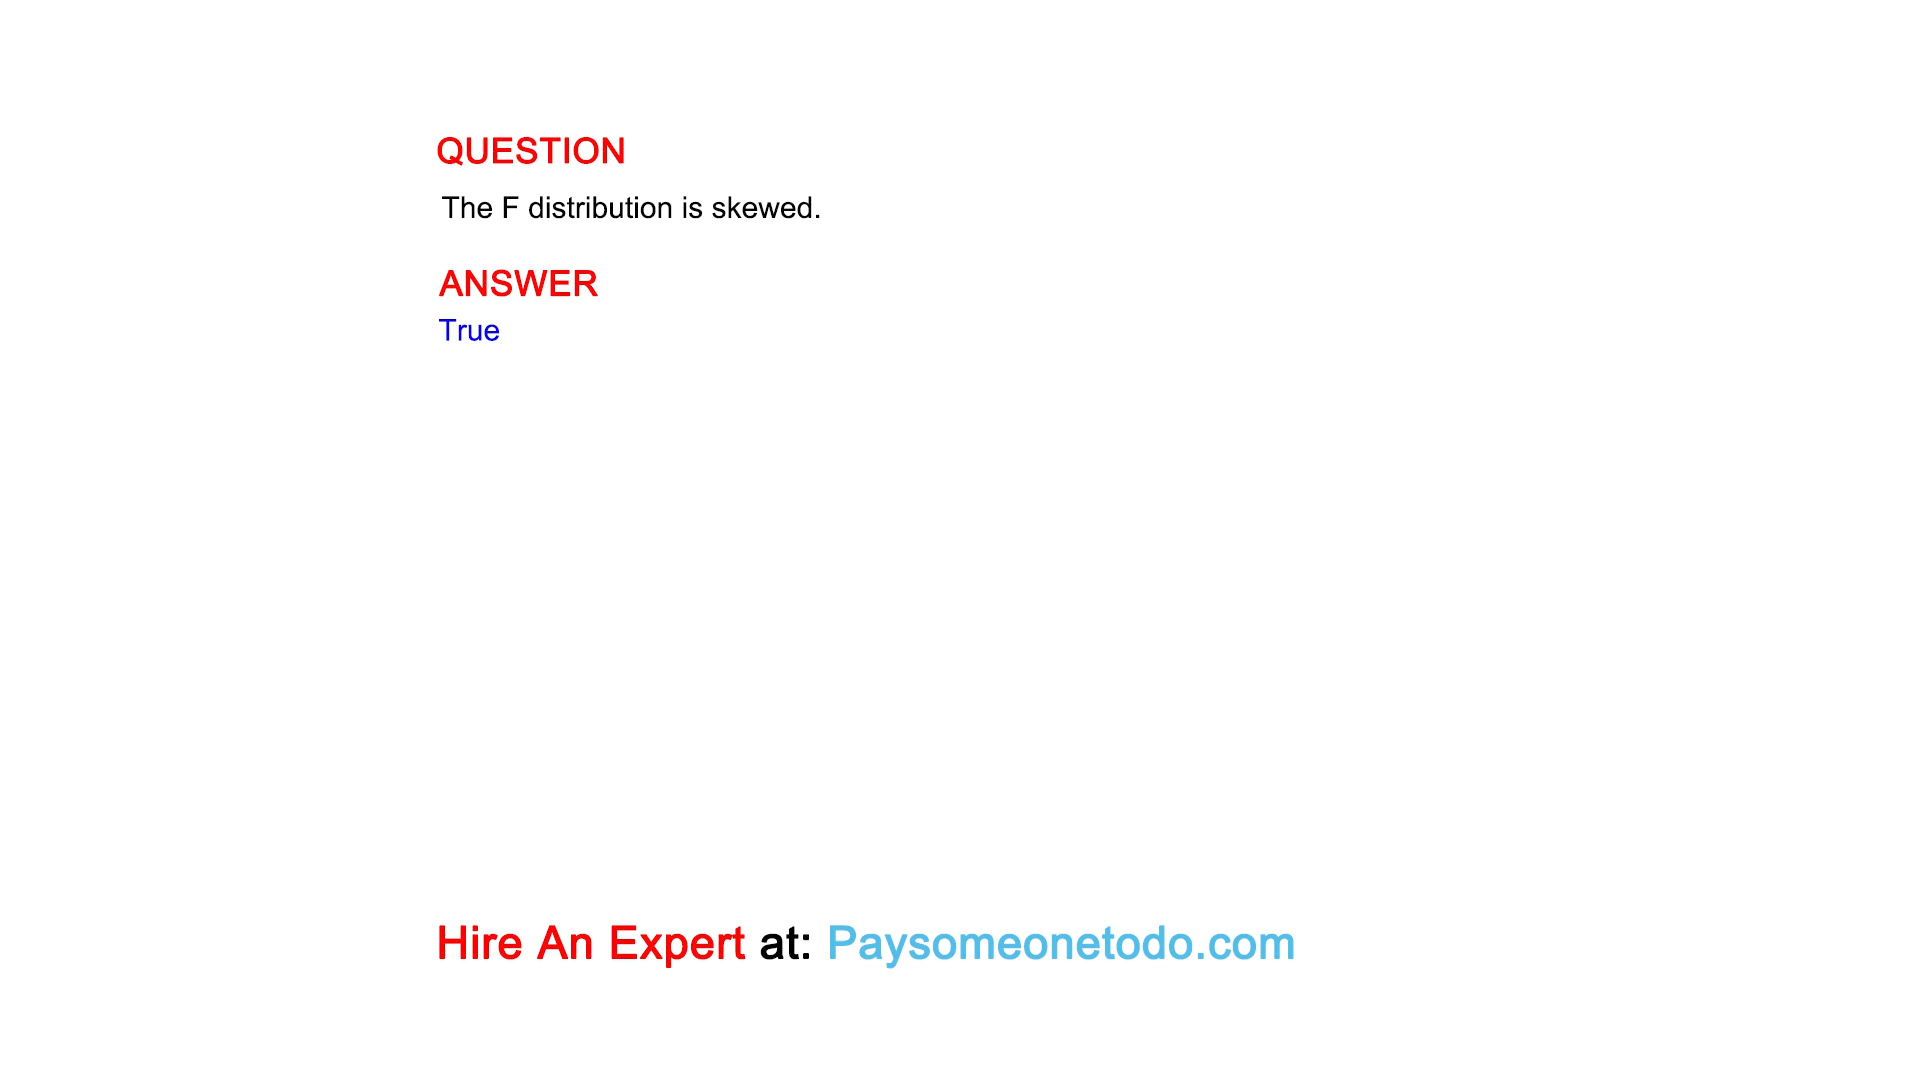 QUESTION
The F distribution is skewed.
ANSWER
True
Hire An Expert at: Paysomeonetodo.com